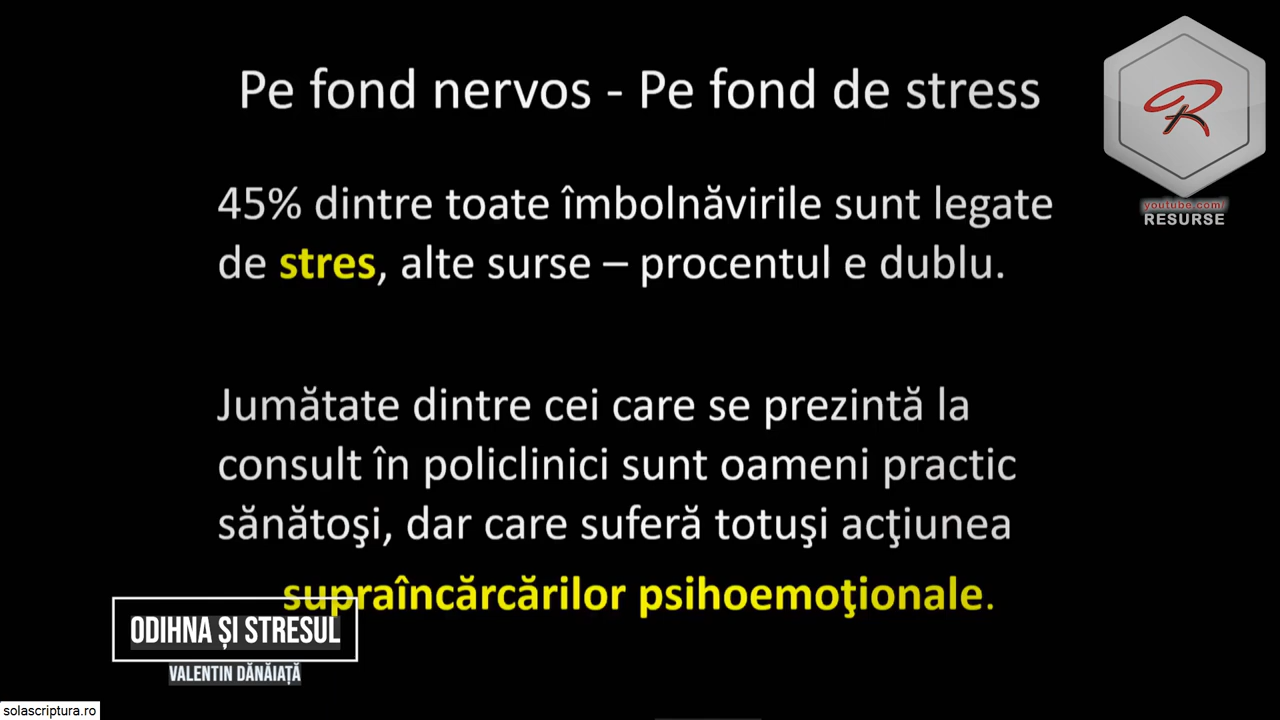 Pe fond nervos - Pe fond de stress
45% dintre toate îmbolnăvirile sunt legate
de stres, alte surse – procentul e dublu.
Jumătate dintre cei care se prezintă la
consult în policlinici sunt oameni practic
sănătoşi, dar care suferă totuşi acţiunea
supraîncărcărilor psihoemoţionale.
ODIHNA ȘI STRESUL
VALENTIN DĂNĂIAȚĂ
solascriptura.ro
R
youtube.com/
RESURSE